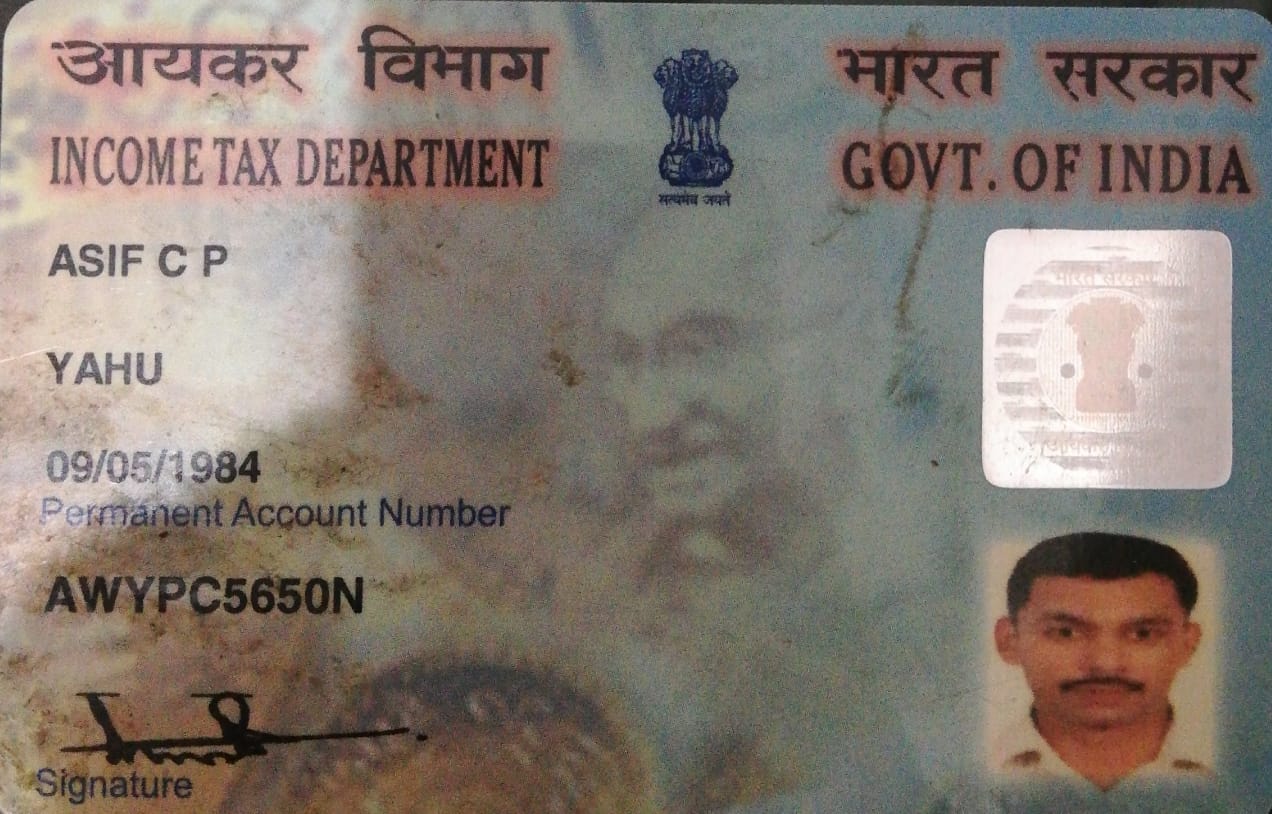 आयकर विभाग
INCOME TAX DEPARTMENT
सत्यमेव जयते
भारत सरकार
GOVT. OF INDIA
ASIF C P
YAHU
09/05/1984
Permanent Account Number
AWYPC5650N
Signature